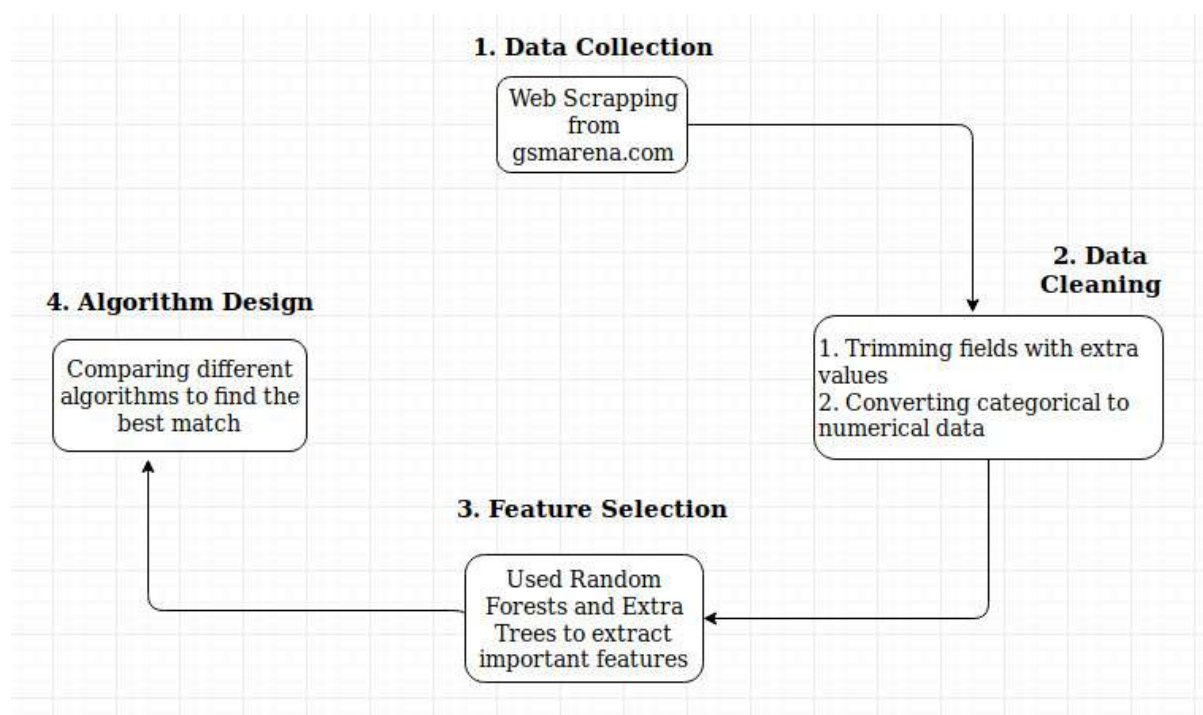 1. Data Collection
Web Scrapping
from
gsmarena.com
2. Data
Cleaning
1. Trimming fields with extra
values
2. Converting categorical to
numerical data
3. Feature Selection
Used Random
Forests and Extra
Trees to extract
important features
4. Algorithm Design
Comparing different
algorithms to find the
best match